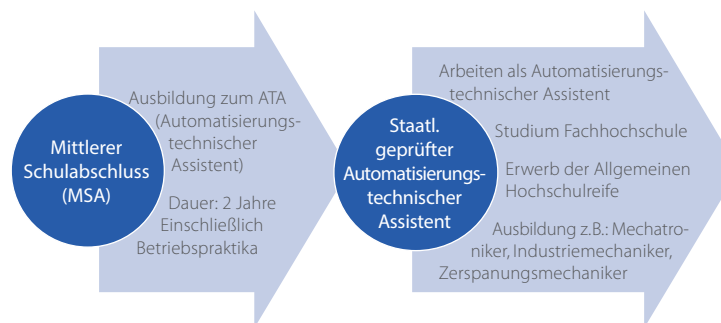 Mittlerer
Schulabschluss
(MSA)
Ausbildung zum ATA
(Automatisierungs-
technischer
Assistent)
Dauer: 2 Jahre
Einschließlich
Betriebspraktika
Staatl.
geprüfter
Automatisierungs-
technischer
Assistent
Arbeiten als Automatisierungs-
technischer Assistent
Studium Fachhochschule
Erwerb der Allgemeinen
Hochschulreife
Ausbildung z.B.: Mechatro-
niker, Industriemechaniker,
Zerspanungsmechaniker